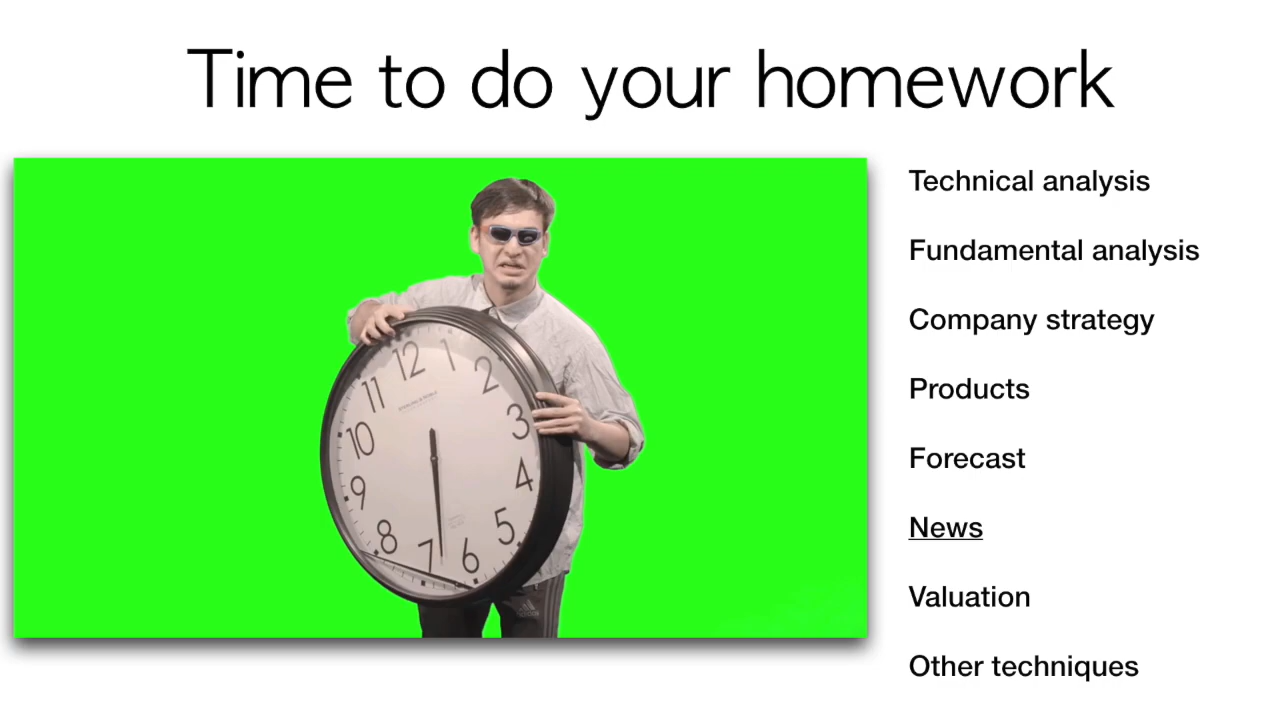 Time to do your homework
Technical analysis
Fundamental analysis
Company strategy
Products
Forecast
News
Valuation
Other techniques
12
1
2
3
4
5
6
7
8
9
10
11
adidas